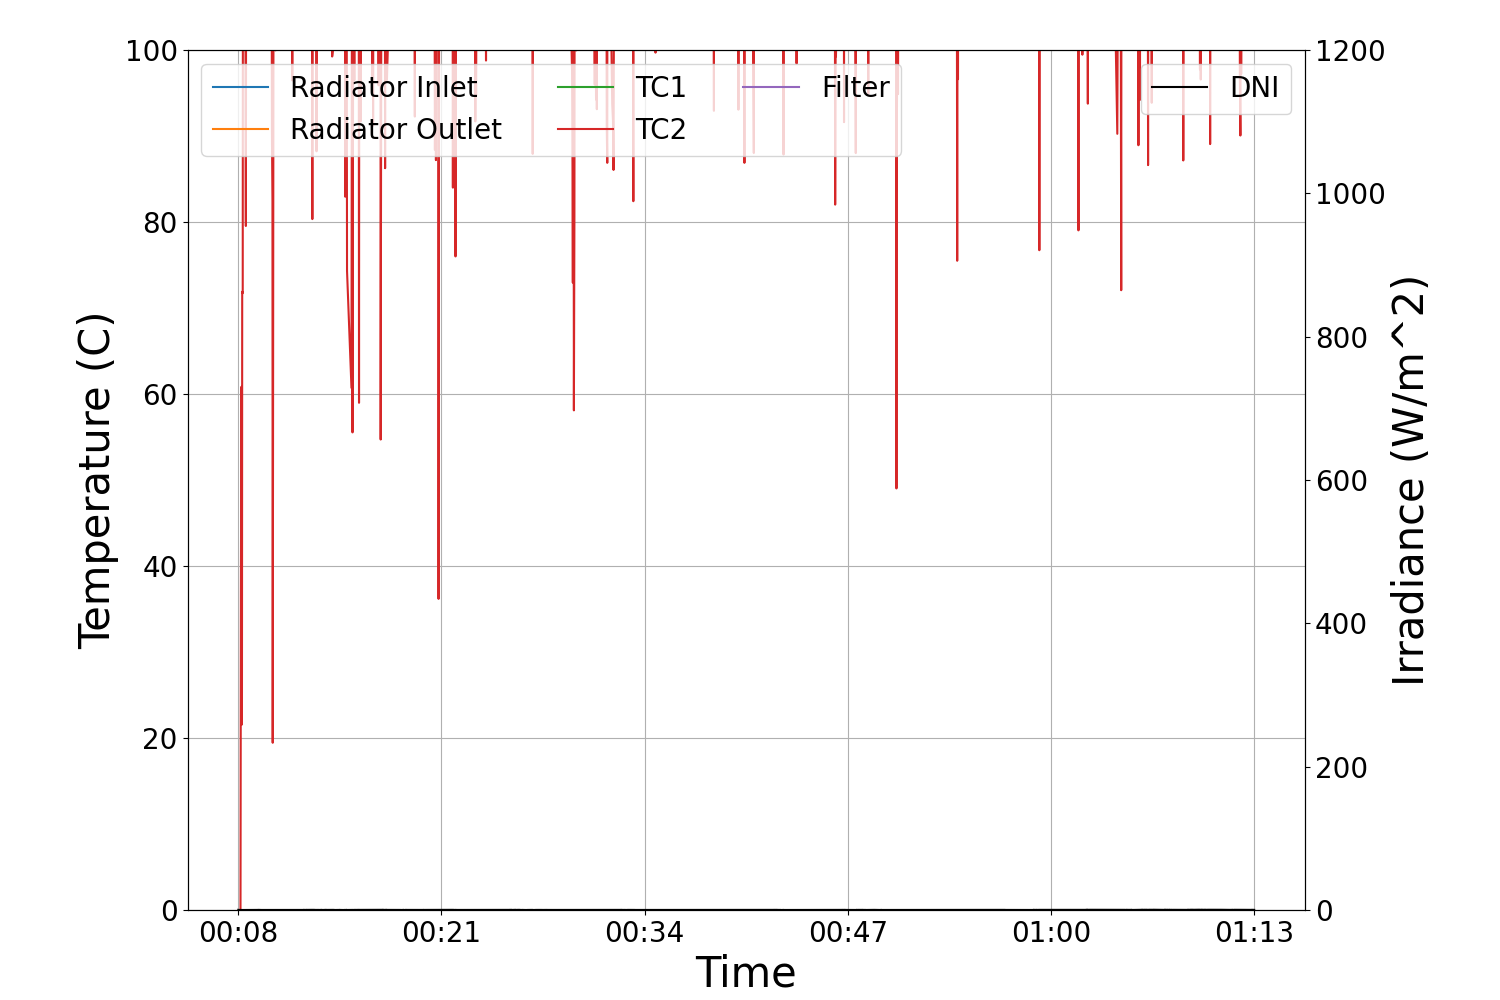 100
80
60
40
20
0
Temperature (C)
Radiator Inlet
Radiator Outlet
TC1
TC2
Filter
DNI
1200
1000
800
600
400
200
0
Irradiance (W/m^2)
00:08 00:21 00:34 00:47 01:00 01:13
Time